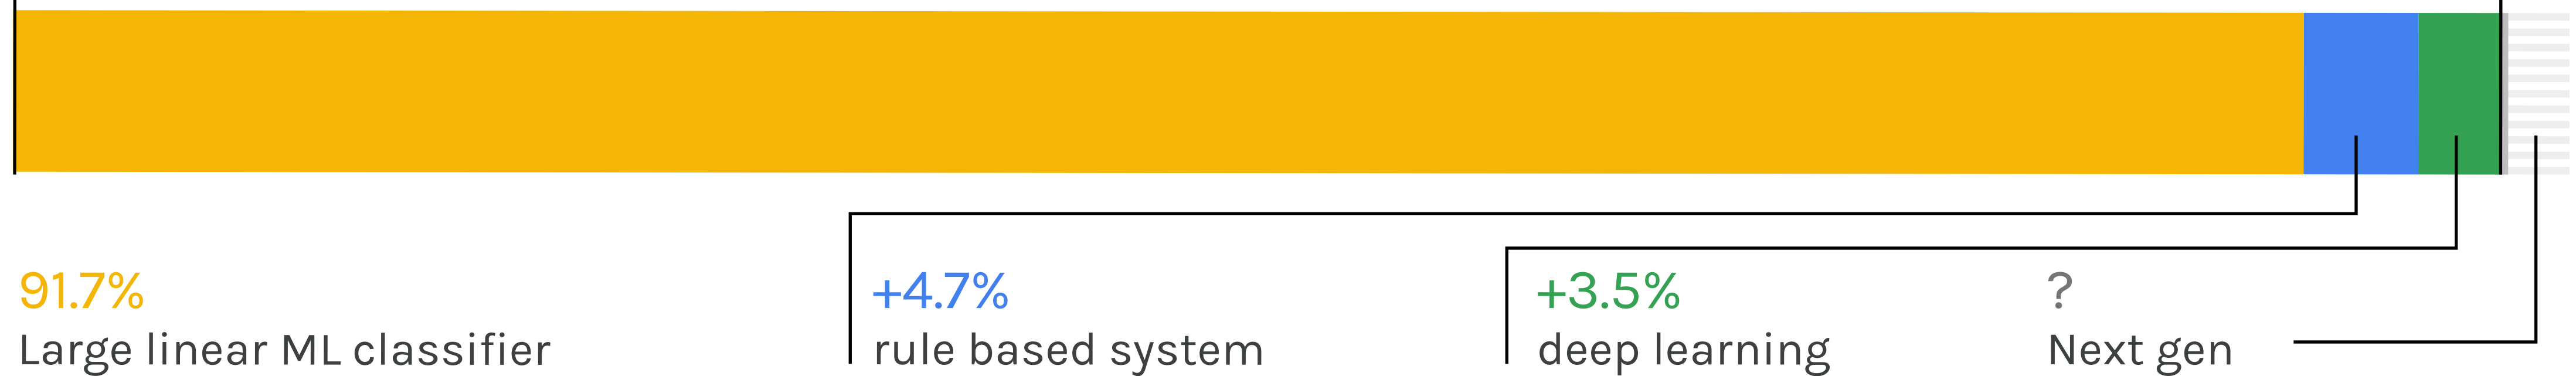 91.7%
Large linear ML classifier
+4.7%
rule based system
+3.5%
deep learning
?
Next gen